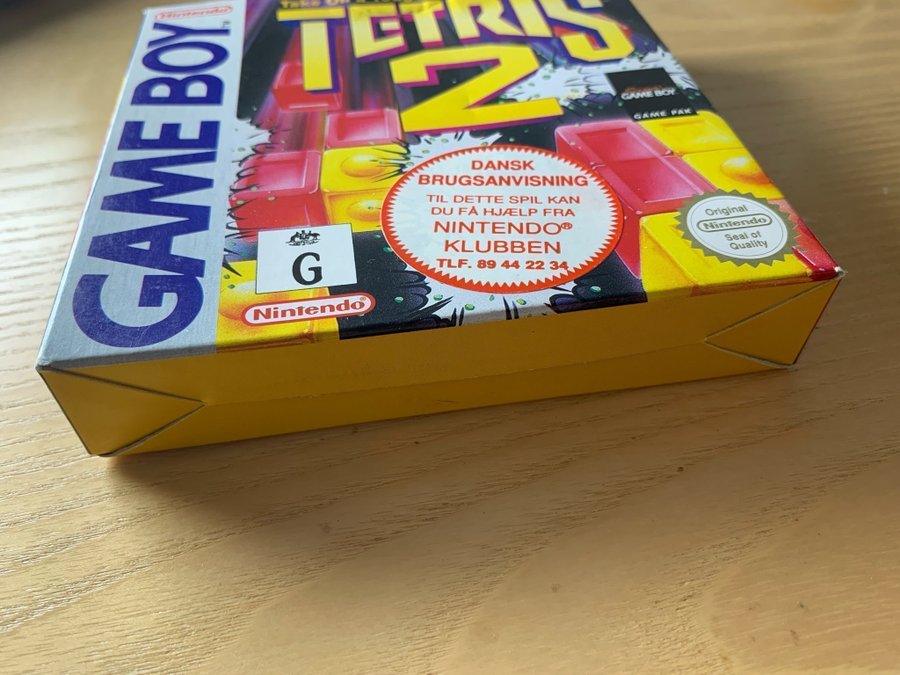 Nintendo
GAME BOY
TETRIS
2
GAME BOY
GAME PAK
DANSK
BRUGSANVISNING
TIL DETTE SPIL KAN
DU FÅ HJÆLP FRA
NINTENDO®
KLUBBEN
TLF. 89 44 22 34
G
Nintendo®
Original
Nintendo
Seal of
Quality